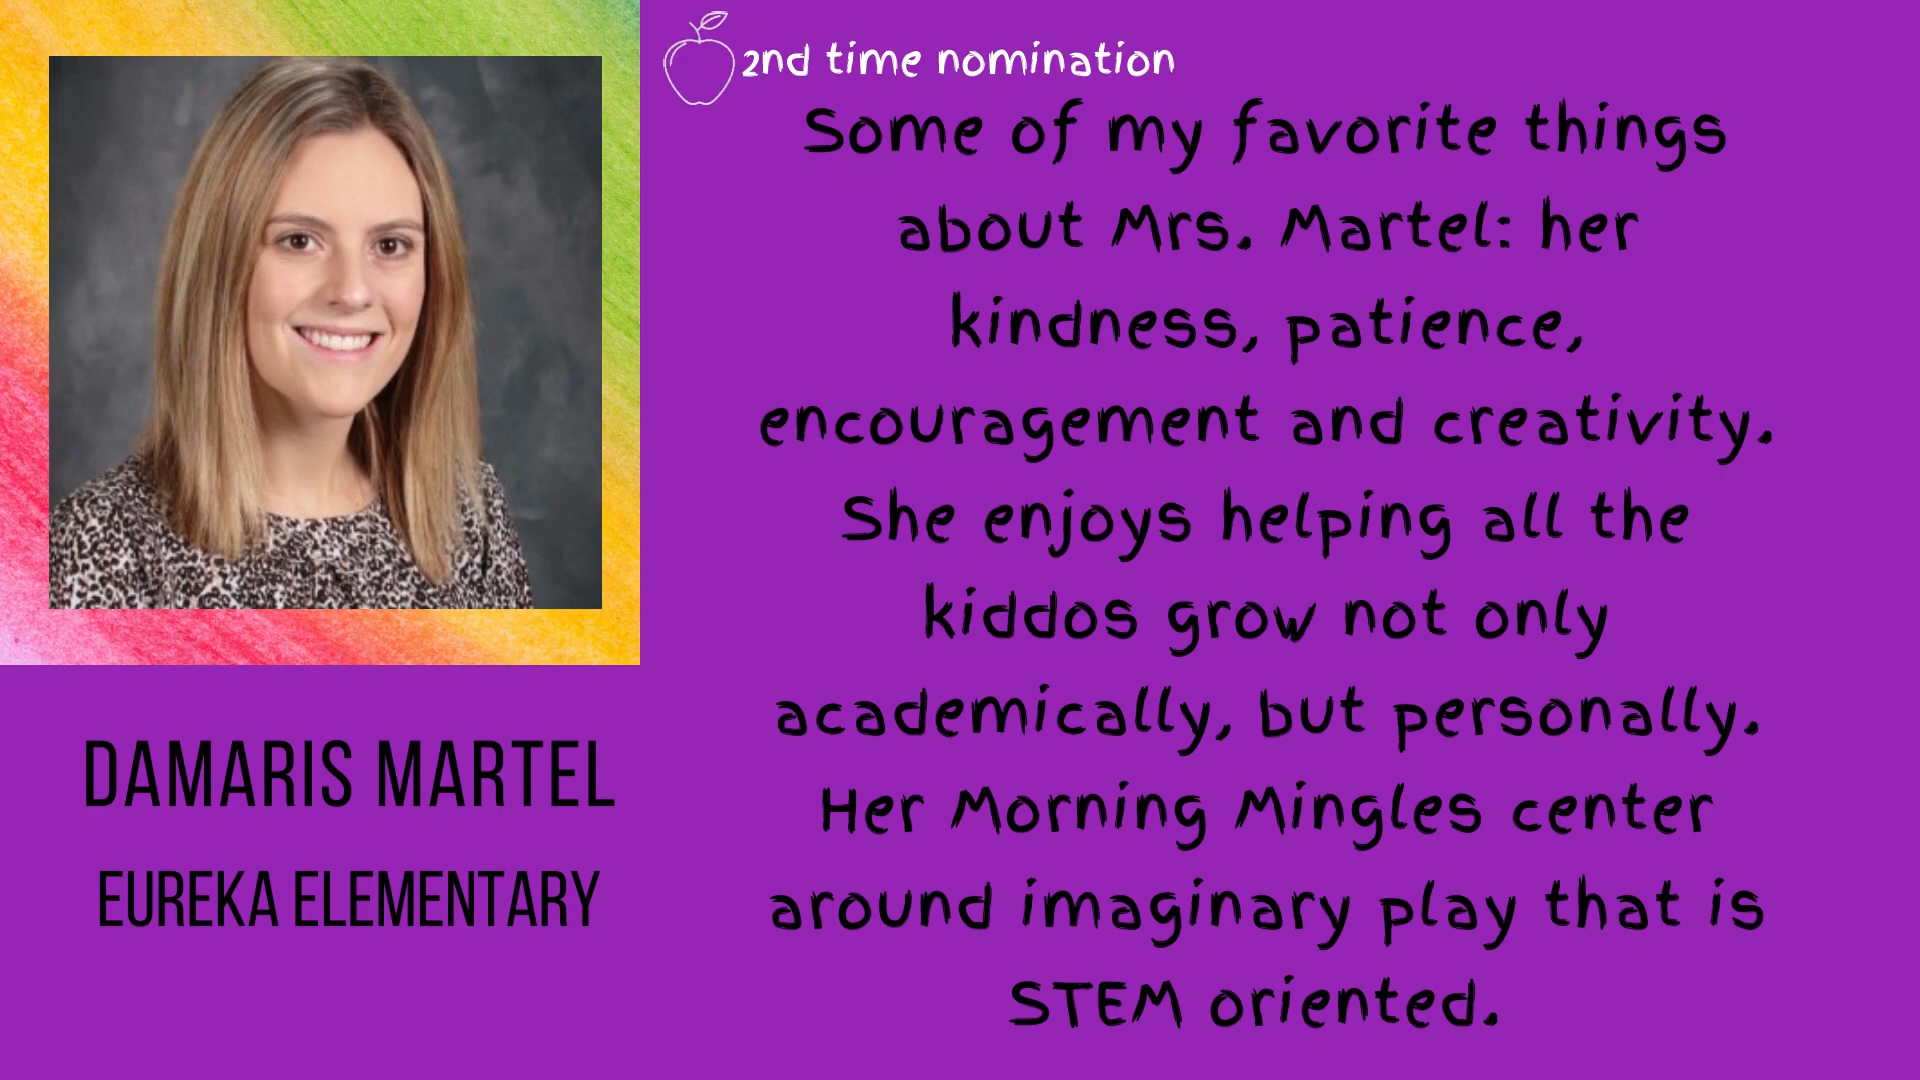 2nd time nomination
Some of my favorite things
about Mrs. Martel: her
kindness, patience,
encouragement and creativity.
She enjoys helping all the
kiddos grow not only
academically, but personally.
Her Morning Mingles center
around imaginary play that is
STEM oriented.
DAMARIS MARTEL
EUREKA ELEMENTARY